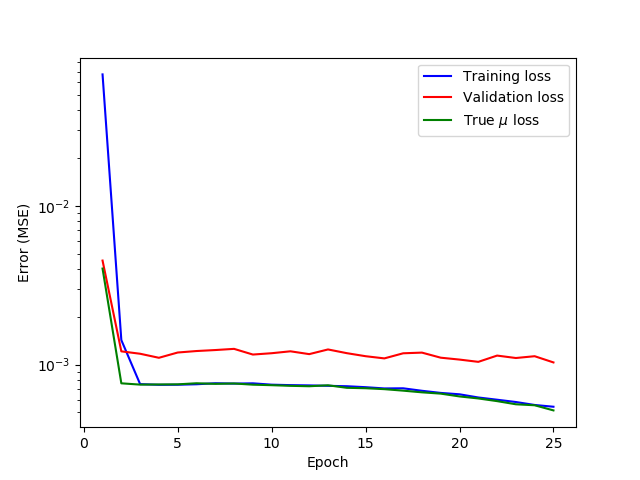 Training loss
Validation loss
True μ loss
10⁻²
10⁻³
Error (MSE)
0 5 10 15 20 25
Epoch